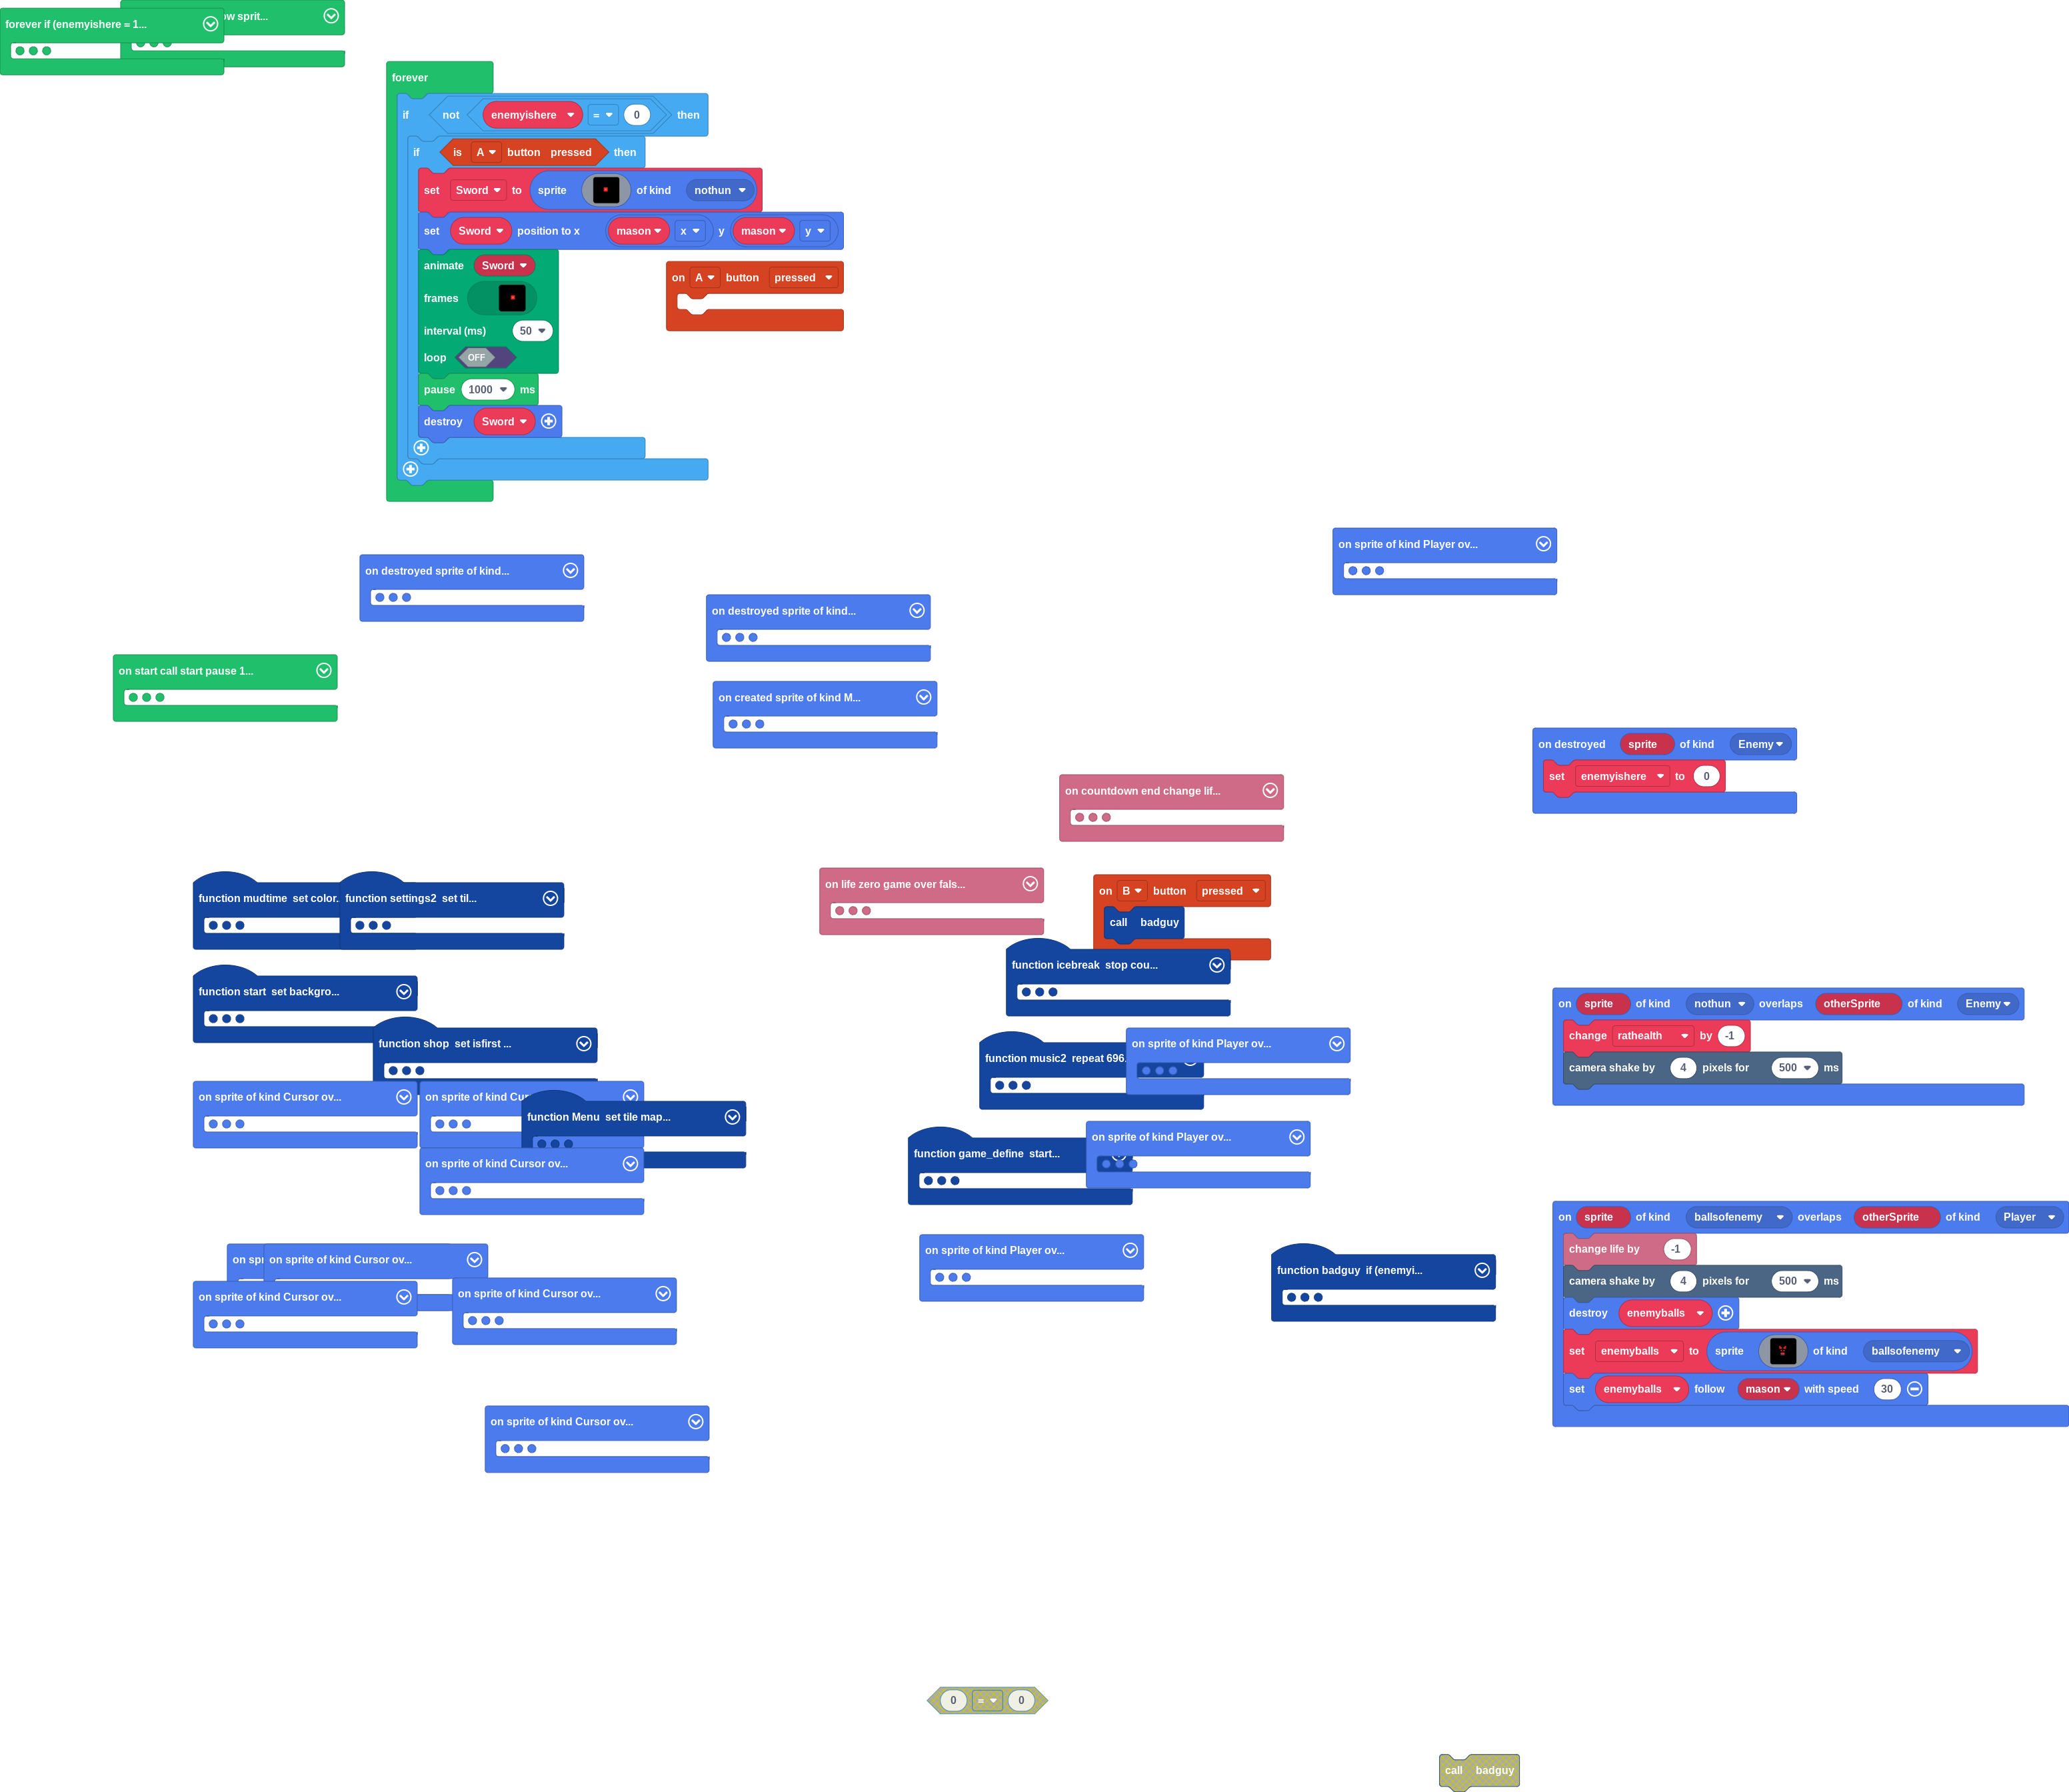 forever if (enemyishere = 1...
ow sprit...
forever
if not enemyishere = 0 then
if is A button pressed then
set Sword to sprite of kind nothun
set Sword position to x mason x y mason y
animate Sword
frames
interval (ms) 50
loop OFF
pause 1000 ms
destroy Sword
on A button pressed
on sprite of kind Player ov...
on destroyed sprite of kind...
on destroyed sprite of kind...
on start call start pause 1...
on created sprite of kind M...
on destroyed sprite of kind Enemy
set enemyishere to 0
on countdown end change lif...
on life zero game over fals...
on B button pressed
call badguy
function mudtime set color.
function settings2 set til...
function icebreak stop cou...
function start set backgro...
on sprite of kind nothun overlaps otherSprite of kind Enemy
change rathealth by -1
camera shake by 4 pixels for 500 ms
function shop set isfirst ...
function music2 repeat 696.
on sprite of kind Player ov...
on sprite of kind Cursor ov...
on sprite of kind Cur
function Menu set tile map...
on sprite of kind Cursor ov...
function game_define start...
on sprite of kind Player ov...
on sprite of kind ballsofenemy overlaps otherSprite of kind Player
change life by -1
camera shake by 4 pixels for 500 ms
destroy enemyballs
set enemyballs to sprite of kind ballsofenemy
set enemyballs follow mason with speed 30
on spr
on sprite of kind Cursor ov...
on sprite of kind Cursor ov...
on sprite of kind Cursor ov...
on sprite of kind Player ov...
function badguy if (enemyi...
on sprite of kind Cursor ov...
0 = 0
call badguy